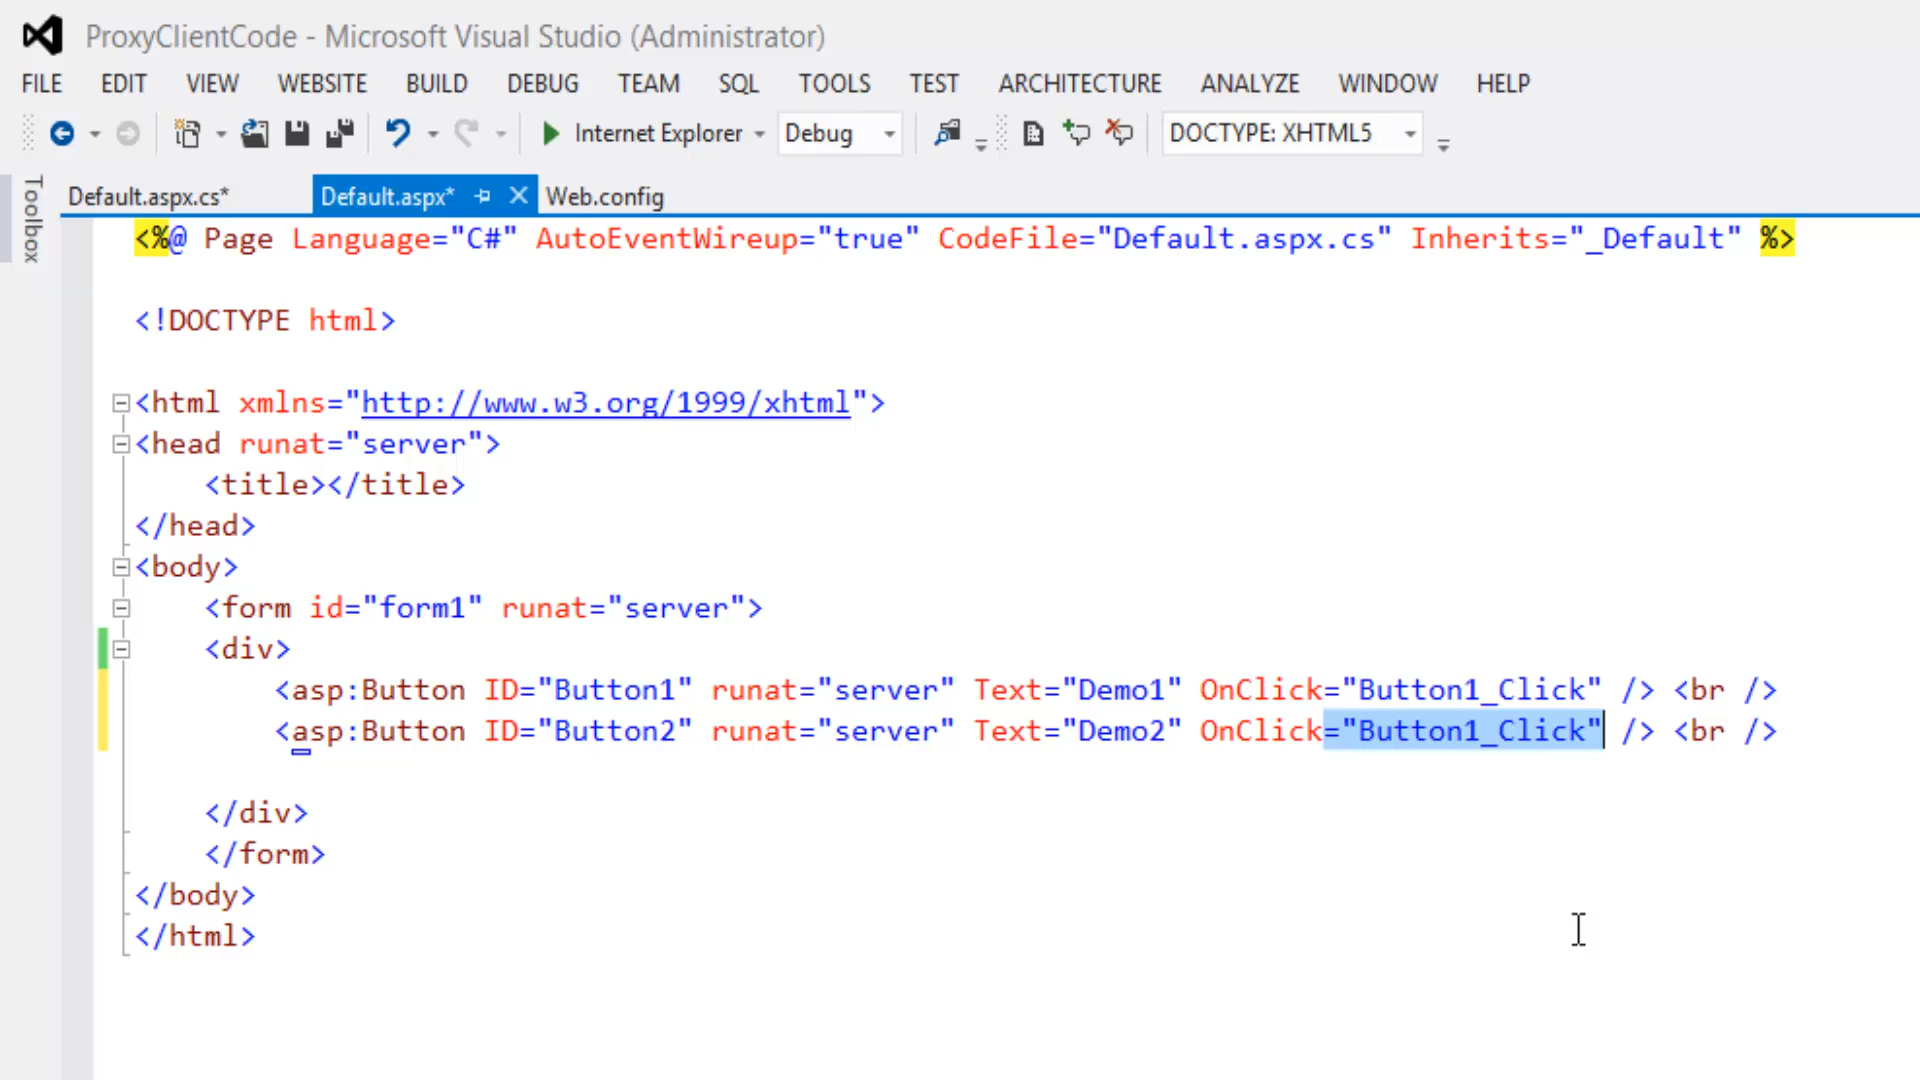 ProxyClientCode - Microsoft Visual Studio (Administrator)
FILE EDIT VIEW WEBSITE BUILD DEBUG TEAM SQL TOOLS TEST ARCHITECTURE ANALYZE WINDOW HELP
Internet Explorer Debug DOCTYPE: XHTML5
Toolbox
Default.aspx.cs* Default.aspx* Web.config
<%@ Page Language="C#" AutoEventWireup="true" CodeFile="Default.aspx.cs" Inherits="_Default" %>
<!DOCTYPE html>
<html xmlns="http://www.w3.org/1999/xhtml">
<head runat="server">
<title></title>
</head>
<body>
<form id="form1" runat="server">
<div>
<asp:Button ID="Button1" runat="server" Text="Demo1" OnClick="Button1_Click" /> <br />
<asp:Button ID="Button2" runat="server" Text="Demo2" OnClick="Button1_Click" /> <br />
</div>
</form>
</body>
</html>